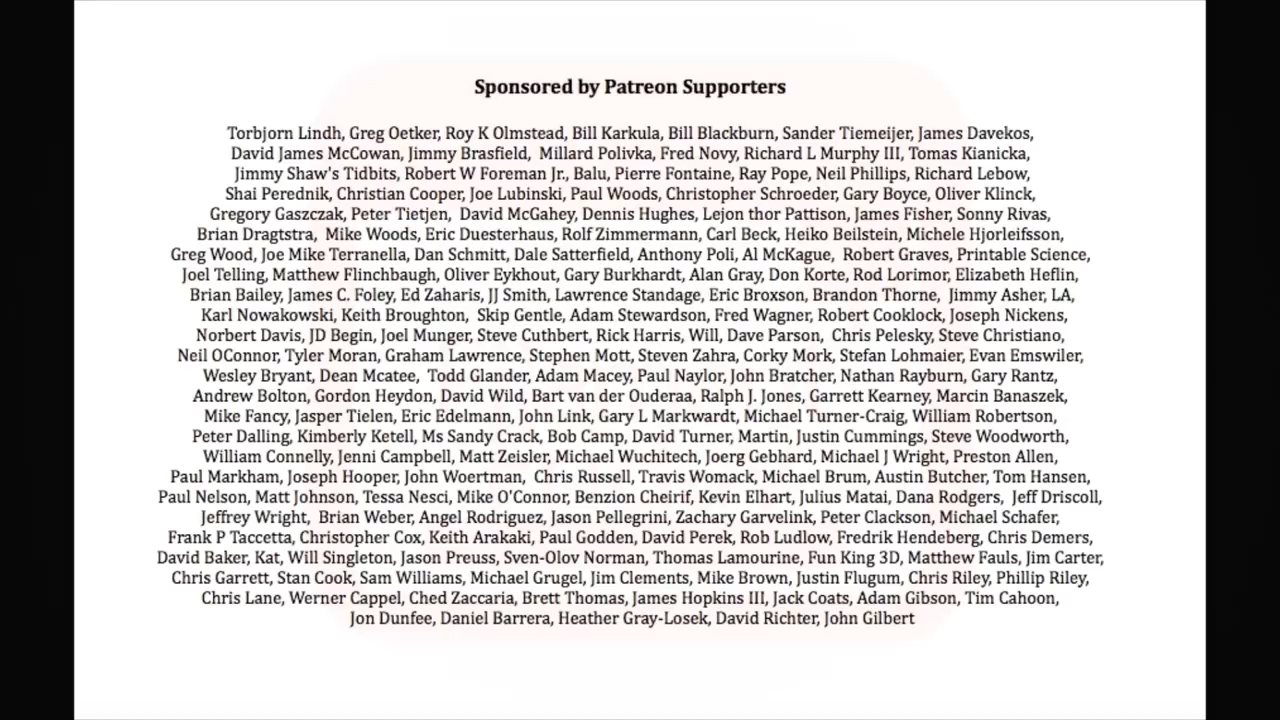 Sponsored by Patreon Supporters
Torbjorn Lindh, Greg Oetker, Roy K Olmstead, Bill Karkula, Bill Blackburn, Sander Tiemeijer, James Davekos,
David James McCowan, Jimmy Brasfield, Millard Polivka, Fred Novy, Richard L Murphy III, Tomas Kianicka,
Jimmy Shaw's Tidbits, Robert W Foreman Jr., Balu, Pierre Fontaine, Ray Pope, Neil Phillips, Richard Lebow,
Shai Perednik, Christian Cooper, Joe Lubinski, Paul Woods, Christopher Schroeder, Gary Boyce, Oliver Klinck,
Gregory Gaszczak, Peter Tietjen, David McGahey, Dennis Hughes, Lejon thor Pattison, James Fisher, Sonny Rivas,
Brian Dragtstra, Mike Woods, Eric Duesterhaus, Rolf Zimmermann, Carl Beck, Heiko Beilstein, Michele Hjorleifsson,
Greg Wood, Joe Mike Terranella, Dan Schmitt, Dale Satterfield, Anthony Poli, Al McKague, Robert Graves, Printable Science,
Joel Telling, Matthew Flinchbaugh, Oliver Eykhout, Gary Burkhardt, Alan Gray, Don Korte, Rod Lorimor, Elizabeth Heflin,
Brian Bailey, James C. Foley, Ed Zaharis, JJ Smith, Lawrence Standage, Eric Broxson, Brandon Thorne, Jimmy Asher, LA,
Karl Nowakowski, Keith Broughton, Skip Gentle, Adam Stewardson, Fred Wagner, Robert Cooklock, Joseph Nickens,
Norbert Davis, JD Begin, Joel Munger, Steve Cuthbert, Rick Harris, Will, Dave Parson, Chris Pelesky, Steve Christiano,
Neil OConnor, Tyler Moran, Graham Lawrence, Stephen Mott, Steven Zahra, Corky Mork, Stefan Lohmaier, Evan Emswiler,
Wesley Bryant, Dean Mcatee, Todd Glander, Adam Macey, Paul Naylor, John Bratcher, Nathan Rayburn, Gary Rantz,
Andrew Bolton, Gordon Heydon, David Wild, Bart van der Ouderaa, Ralph J. Jones, Garrett Kearney, Marcin Banaszek,
Mike Fancy, Jasper Tielen, Eric Edelmann, John Link, Gary L Markwardt, Michael Turner-Craig, William Robertson,
Peter Dalling, Kimberly Ketell, Ms Sandy Crack, Bob Camp, David Turner, Martin, Justin Cummings, Steve Woodworth,
William Connelly, Jenni Campbell, Matt Zeisler, Michael Wuchitech, Joerg Gebhard, Michael J Wright, Preston Allen,
Paul Markham, Joseph Hooper, John Woertman, Chris Russell, Travis Womack, Michael Brum, Austin Butcher, Tom Hansen,
Paul Nelson, Matt Johnson, Tessa Nesci, Mike O'Connor, Benzion Cheirif, Kevin Elhart, Julius Matai, Dana Rodgers, Jeff Driscoll,
Jeffrey Wright, Brian Weber, Angel Rodriguez, Jason Pellegrini, Zachary Garvelink, Peter Clackson, Michael Schafer,
Frank P Taccetta, Christopher Cox, Keith Arakaki, Paul Godden, David Perek, Rob Ludlow, Fredrik Hendeberg, Chris Demers,
David Baker, Kat, Will Singleton, Jason Preuss, Sven-Olov Norman, Thomas Lamourine, Fun King 3D, Matthew Fauls, Jim Carter,
Chris Garrett, Stan Cook, Sam Williams, Michael Grugel, Jim Clements, Mike Brown, Justin Flugum, Chris Riley, Phillip Riley,
Chris Lane, Werner Cappel, Ched Zaccaria, Brett Thomas, James Hopkins III, Jack Coats, Adam Gibson, Tim Cahoon,
Jon Dunfee, Daniel Barrera, Heather Gray-Losek, David Richter, John Gilbert